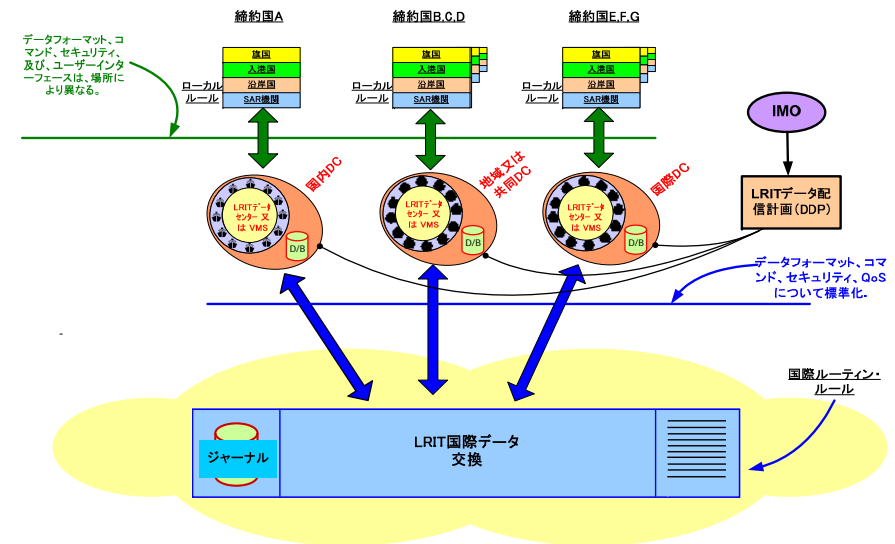 締約国A
締約国B,C,D
締約国E,F,G
データフォーマット、コ
マンド、セキュリティ、
及び、ユーザーインタ
ーフェースは、場所に
より異なる。
ローカル
ルール
旗国
入港国
沿岸国
SAR機関
ローカル
ルール
旗国
入港国
沿岸国
SAR機関
ローカル
ルール
旗国
入港国
沿岸国
SAR機関
IMO
LRITデータ配
信計画(DDP)
国内DC
LRITデータ
センター 又
は VMS
D/B
地域又は
共同DC
LRITデータ
センター 又
は VMS
D/B
国際DC
LRITデータ
センター 又
は VMS
D/B
データフォーマット、コマ
ンド、セキュリティ、QoS
について標準化.
国際ルーティン・
ルール
ジャーナル
LRIT国際データ
交換